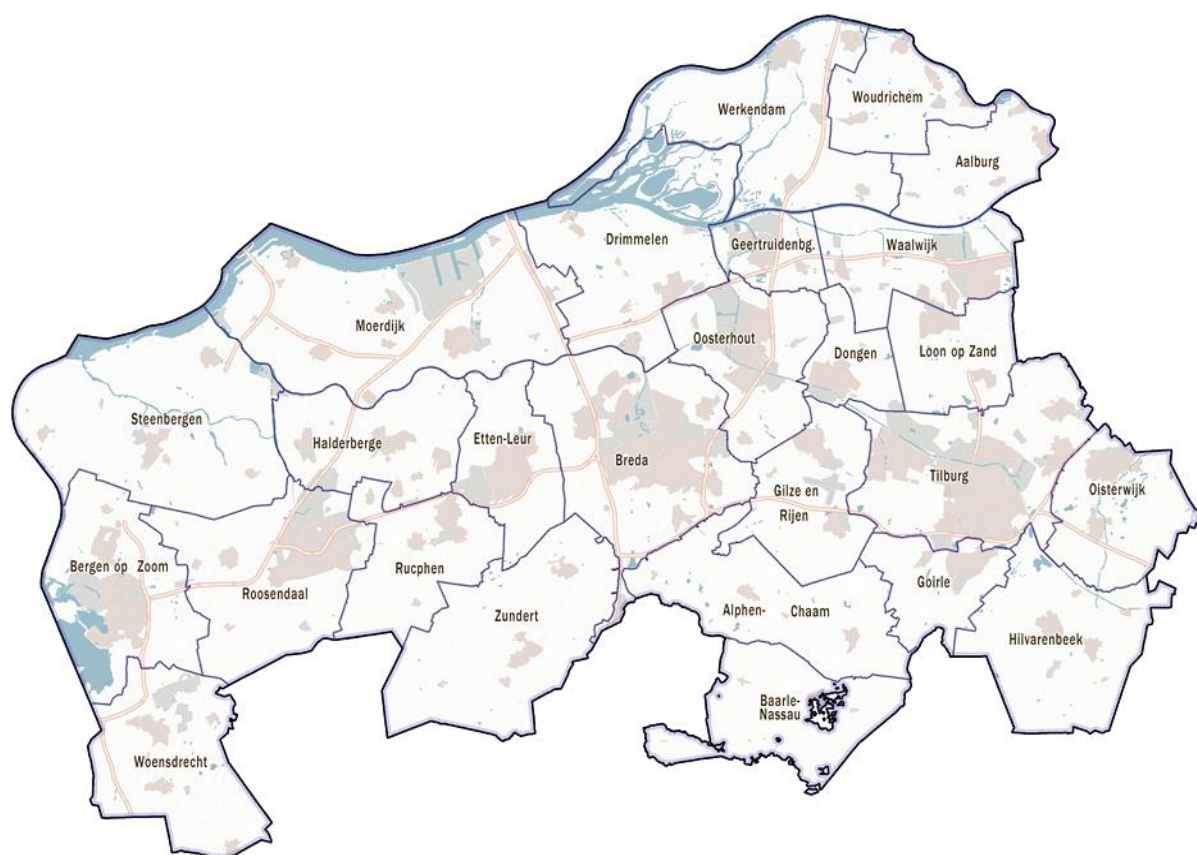 Woudrichem
Werkendam
Aalburg
Drimmelen
Geertruidenbg.
Waalwijk
Moerdijk
Oosterhout
Dongen
Loon op Zand
Steenbergen
Halderberge
Etten-Leur
Breda
Tilburg
Oisterwijk
Gilze en
Rijen
Bergen op Zoom
Roosendaal
Rucphen
Goirle
Zundert
Alphen- Chaam
Hilvarenbeek
Baarle-
Nassau
Woensdrecht